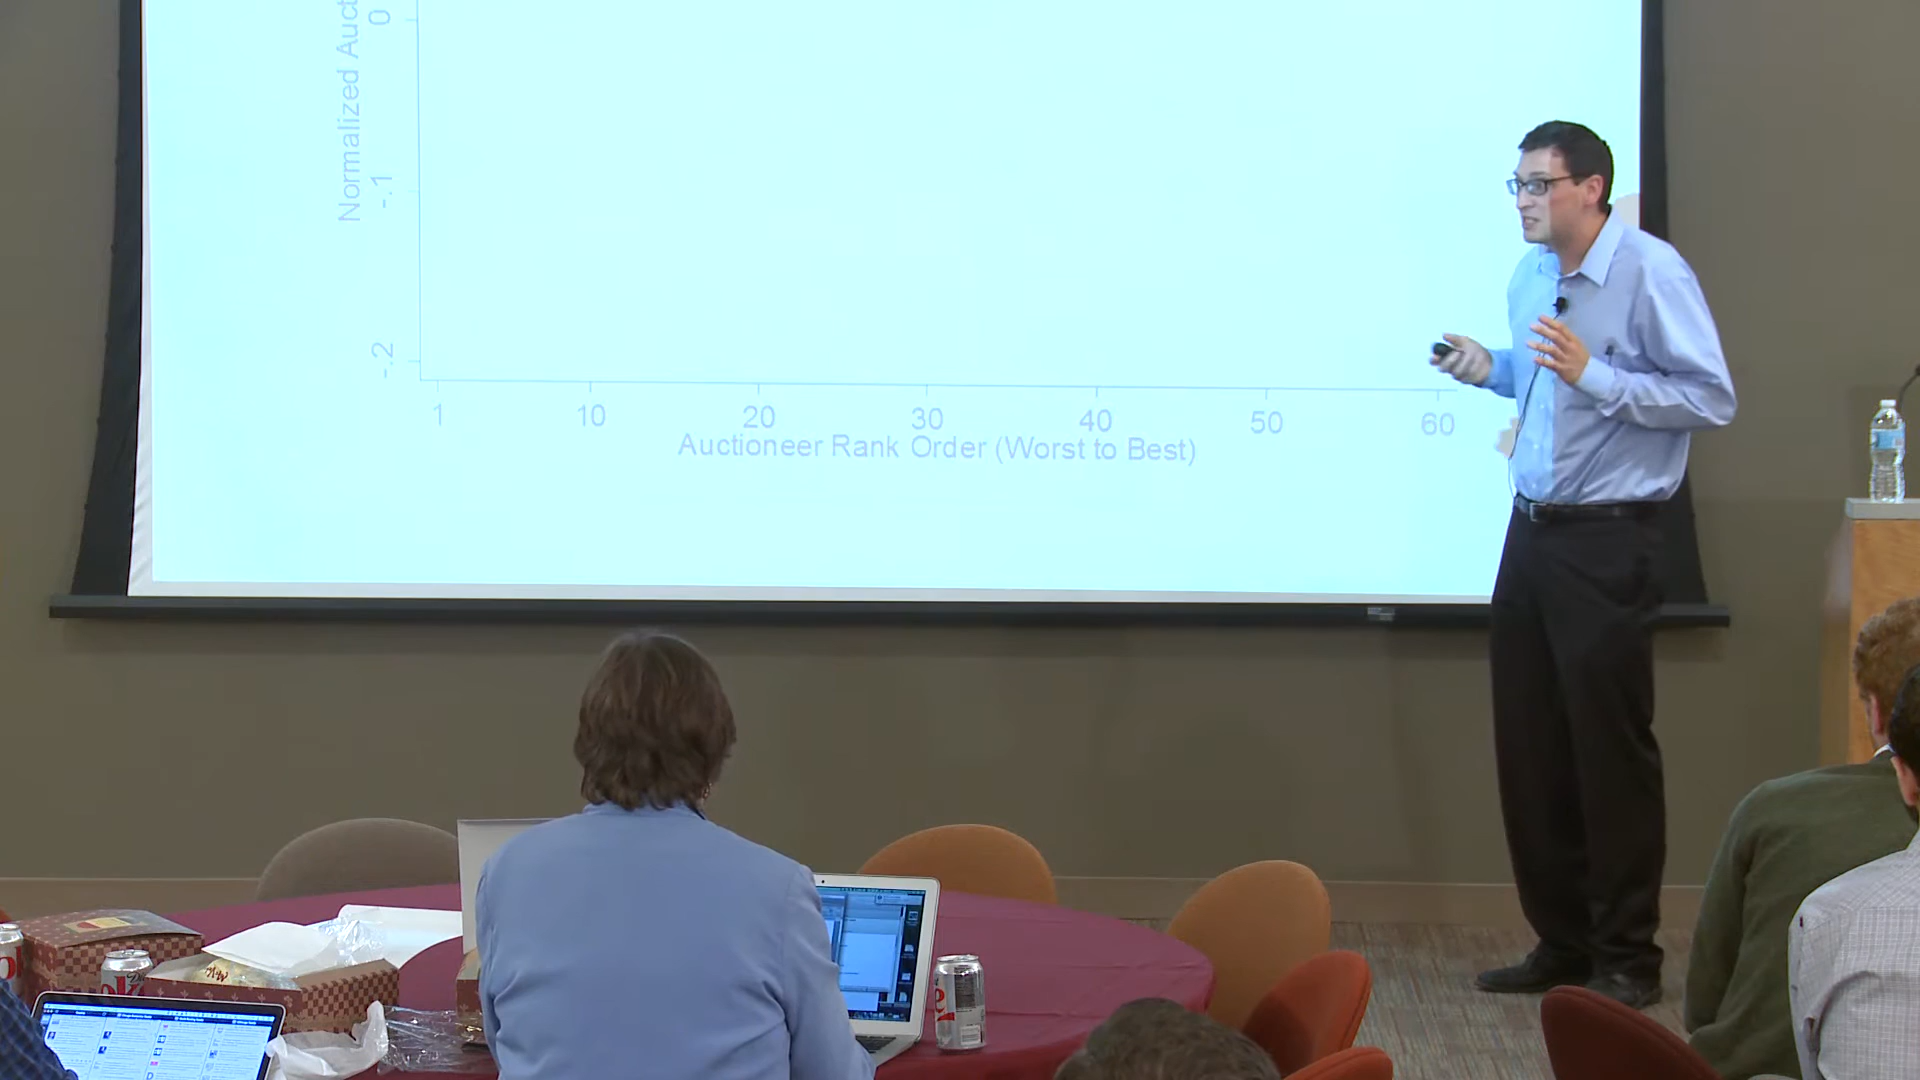 0
Normalized Auct
-.1
-.2
1 10 20 30 40 50 60
Auctioneer Rank Order (Worst to Best)